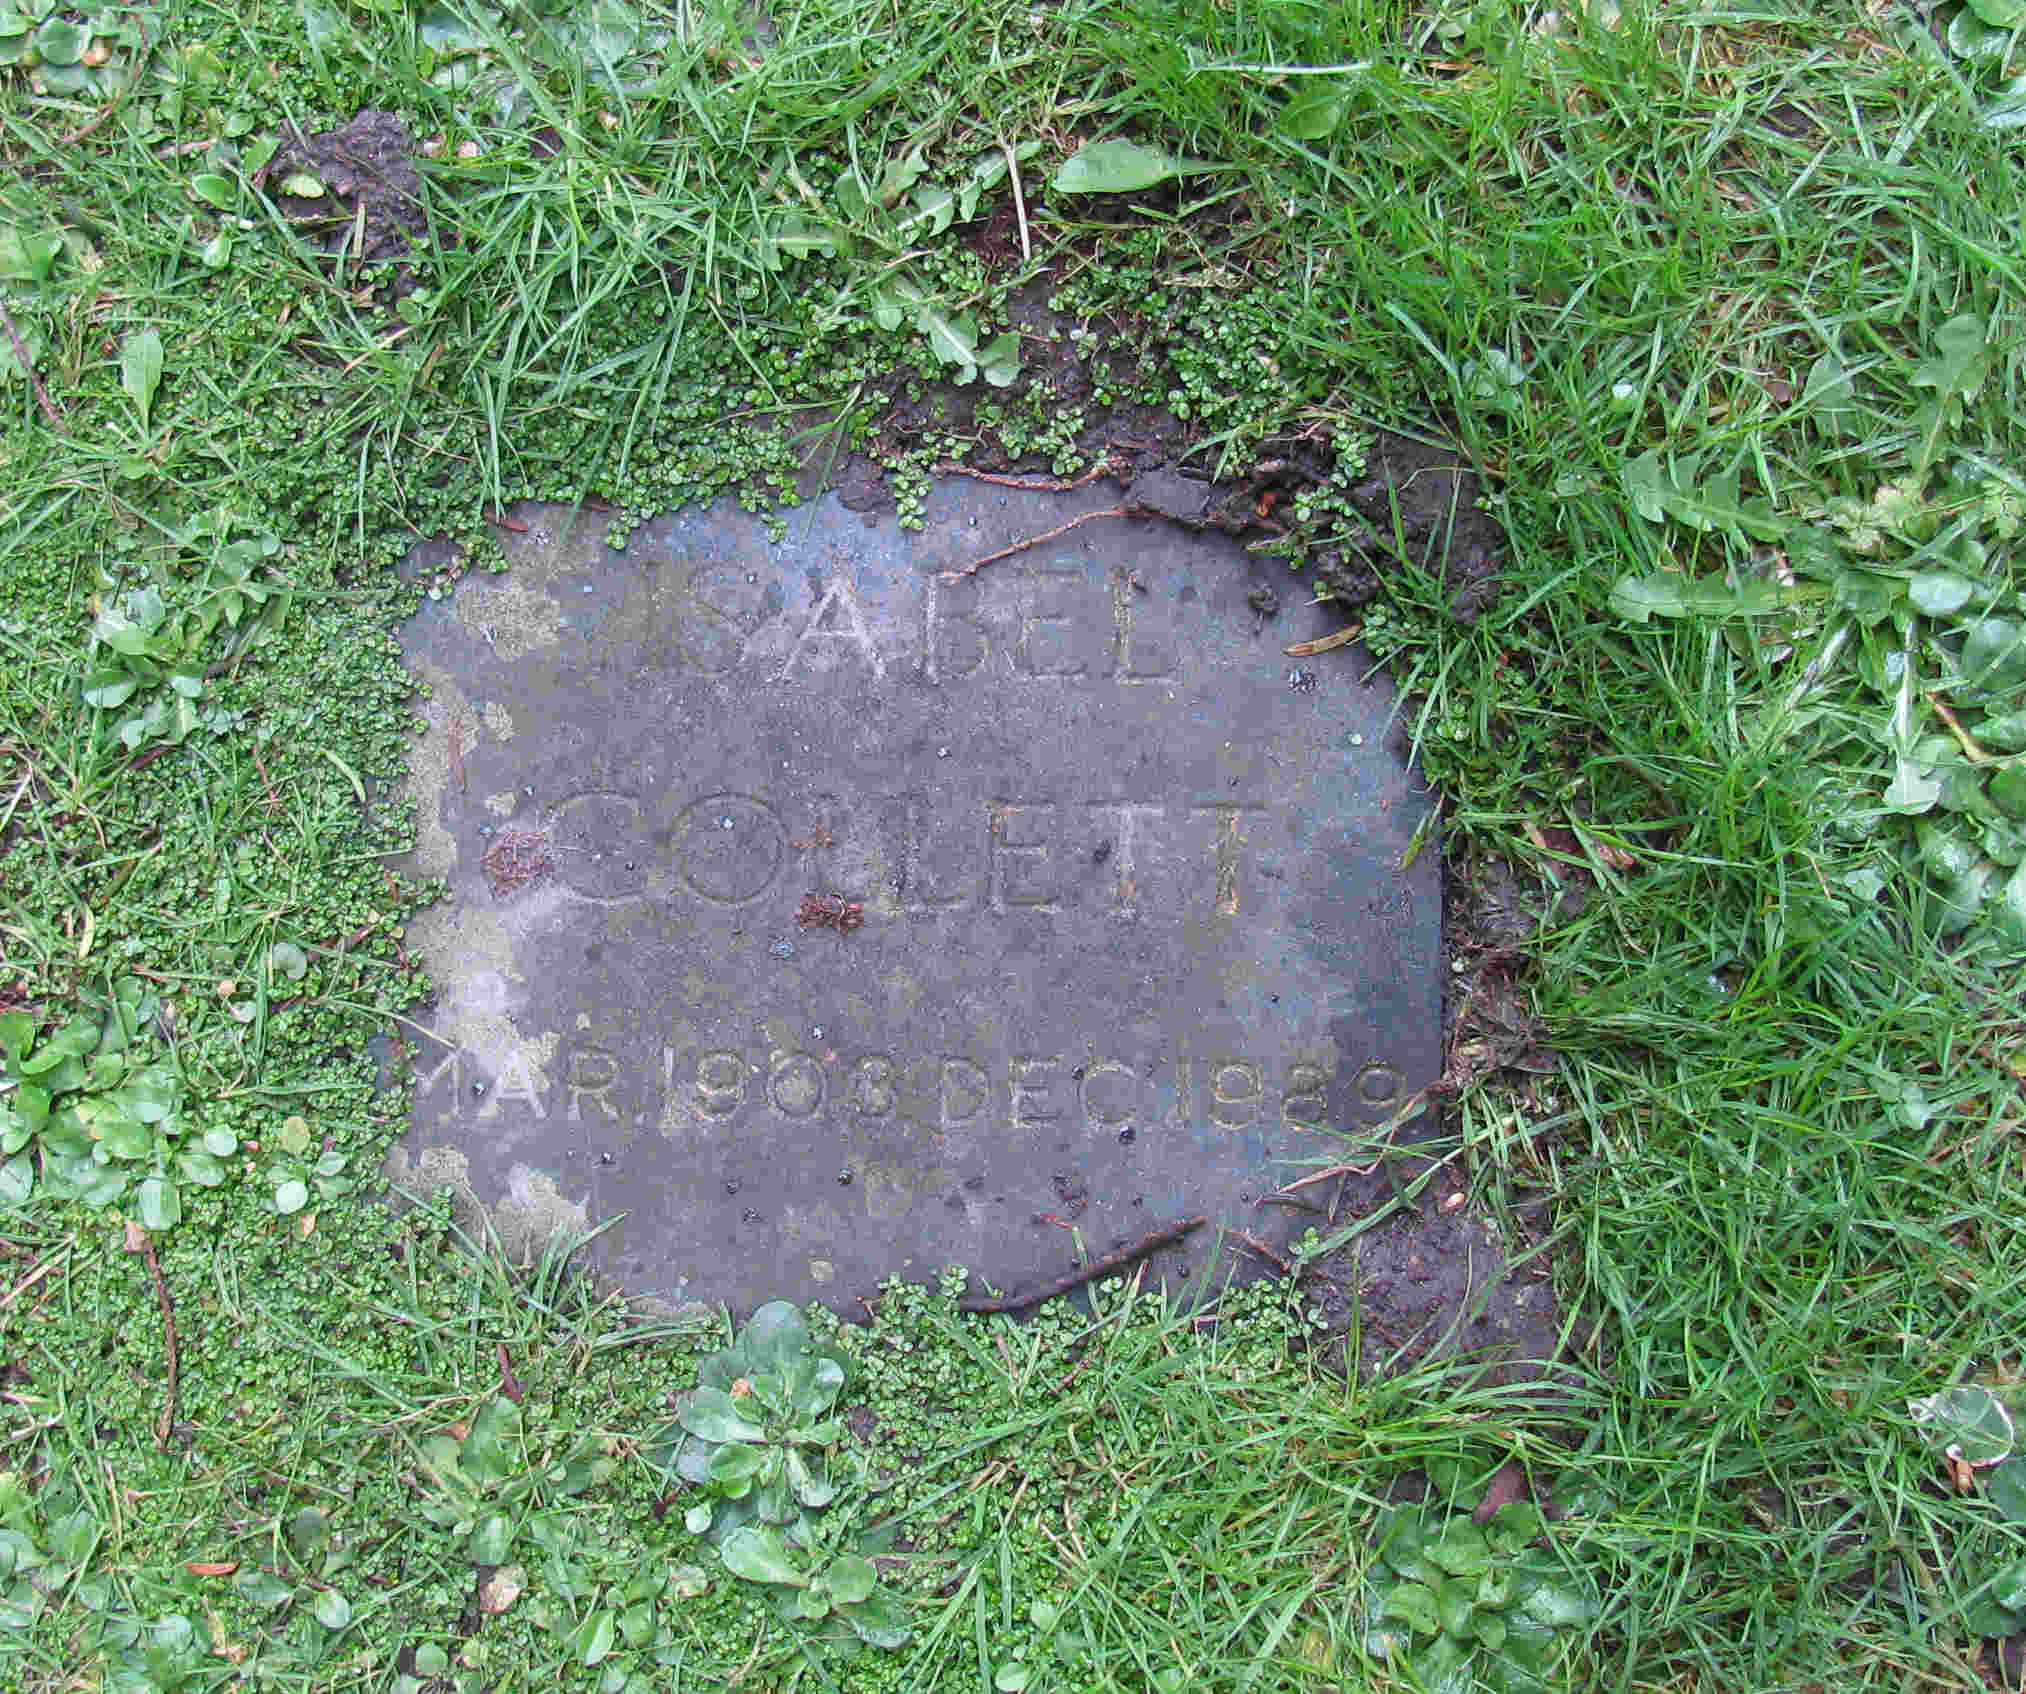 ISABEL
COLLETT
MAR. 1903 DEC. 1989